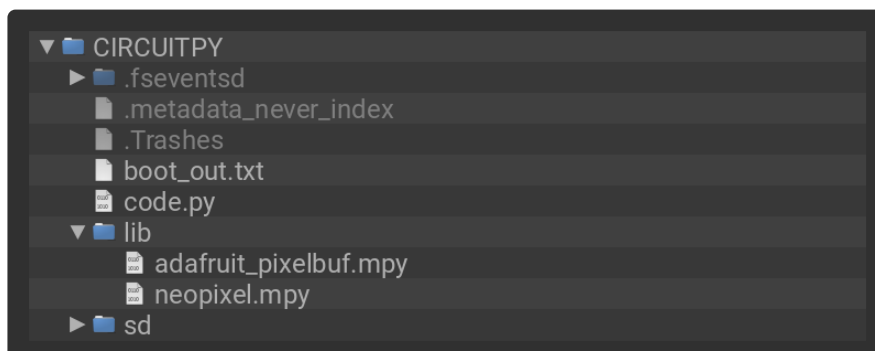 CIRCUITPY
.fseventsd
.metadata_never_index
.Trashes
boot_out.txt
code.py
lib
adafruit_pixelbuf.mpy
neopixel.mpy
sd